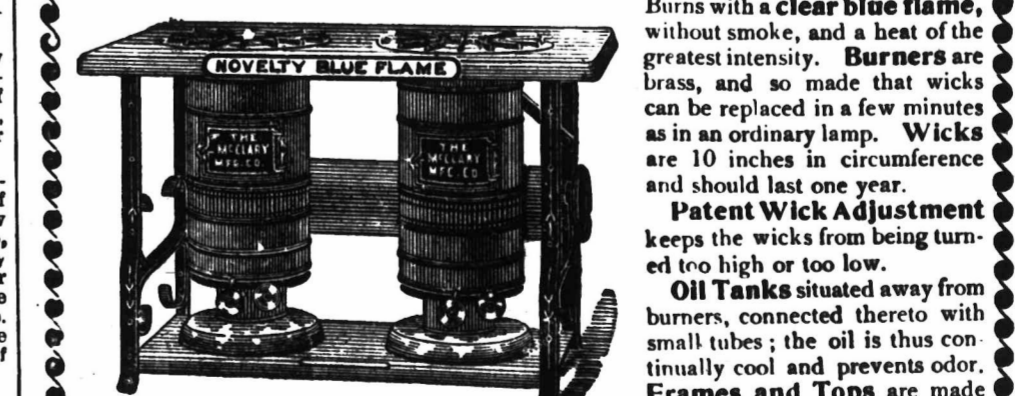 NOVELTY BLUE FLAME
THE
McCLARY
MFG. CO.
THE
McCLARY
MFG. CO.
Burns with a clear blue flame,
without smoke, and a heat of the
greatest intensity. Burners are
brass, and so made that wicks
can be replaced in a few minutes
as in an ordinary lamp. Wicks
are 10 inches in circumference
and should last one year.
Patent Wick Adjustment
keeps the wicks from being turn-
ed too high or too low.
Oil Tanks situated away from
burners, connected thereto with
small tubes; the oil is thus con-
tinually cool and prevents odor.
Frames and Tops are made